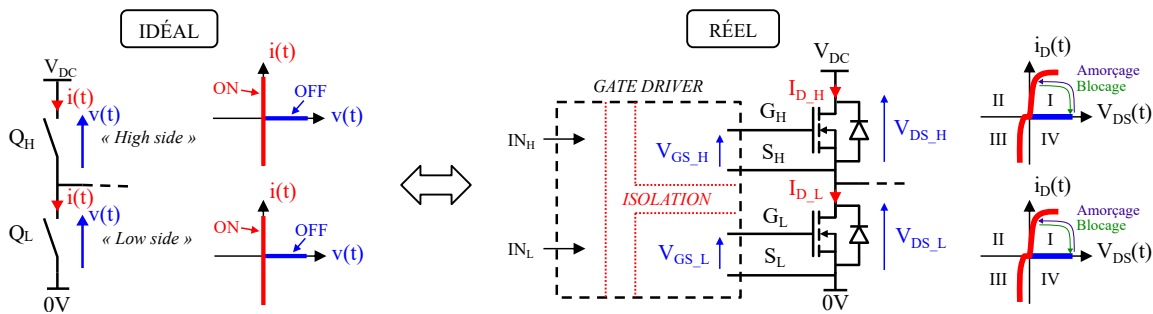 IDÉAL
V_DC
i(t)
v(t)
Q_H
« High side »
i(t)
ON
OFF
v(t)
i(t)
v(t)
Q_L
« Low side »
0V
i(t)
ON
OFF
v(t)
RÉEL
GATE DRIVER
IN_H
IN_L
ISOLATION
V_DC
I_D_H
G_H
S_H
V_GS_H
V_DS_H
I_D_L
G_L
S_L
V_GS_L
V_DS_L
0V
i_D(t)
Amorçage
Blocage
II
I
III
IV
V_DS(t)
i_D(t)
Amorçage
Blocage
II
I
III
IV
V_DS(t)